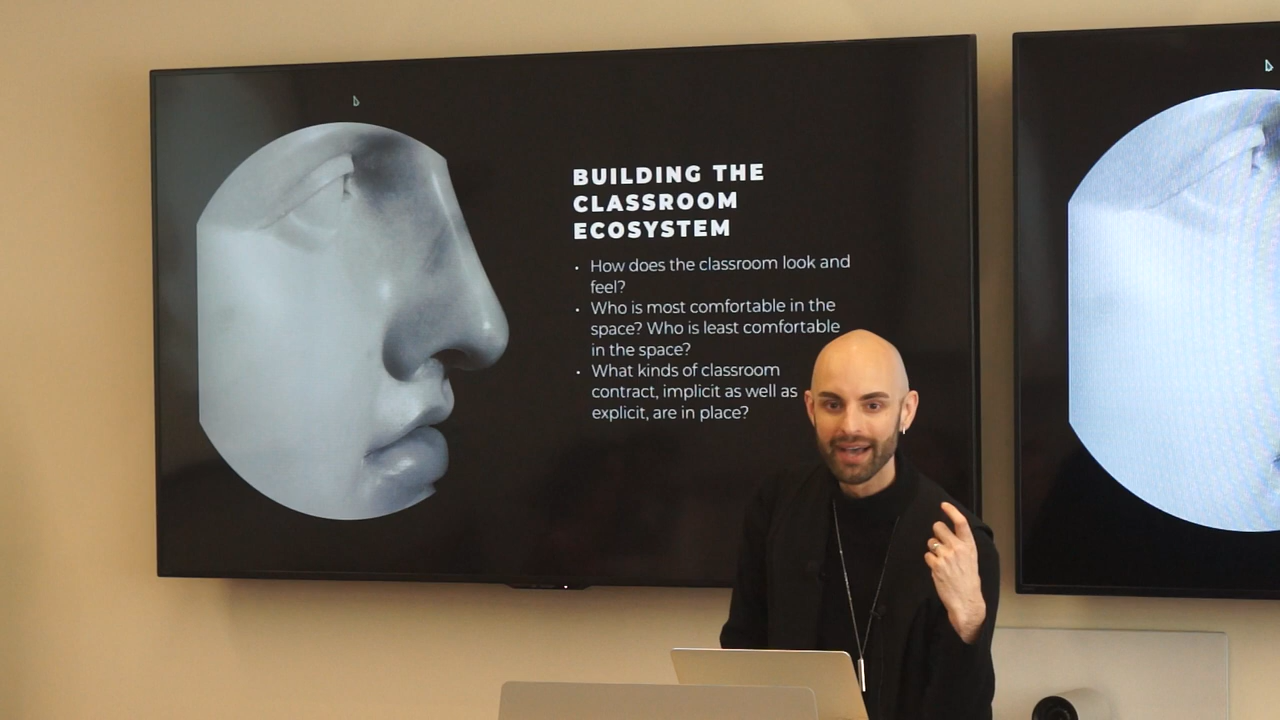 BUILDING THE
CLASSROOM
ECOSYSTEM
• How does the classroom look and
feel?
• Who is most comfortable in the
space? Who is least comfortable
in the space?
• What kinds of classroom
contract, implicit as well as
explicit, are in place?